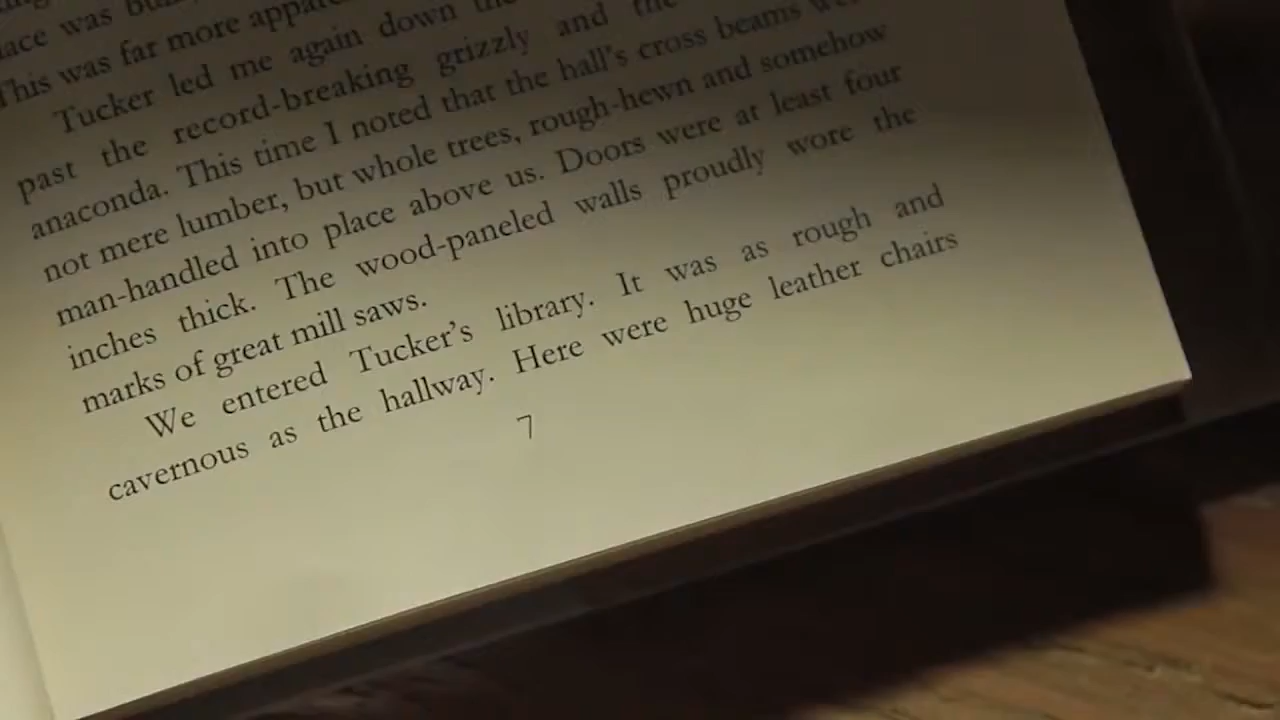 lace was
This was far more
Tucker led me again down the
past the record-breaking grizzly and the
anaconda. This time I noted that the hall's cross beams
not mere lumber, but whole trees, rough-hewn and somehow
man-handled into place above us. Doors were at least four
inches thick. The wood-paneled walls proudly wore the
marks of great mill saws.
We entered Tucker's library. It was as rough and
cavernous as the hallway. Here were huge leather chairs
7